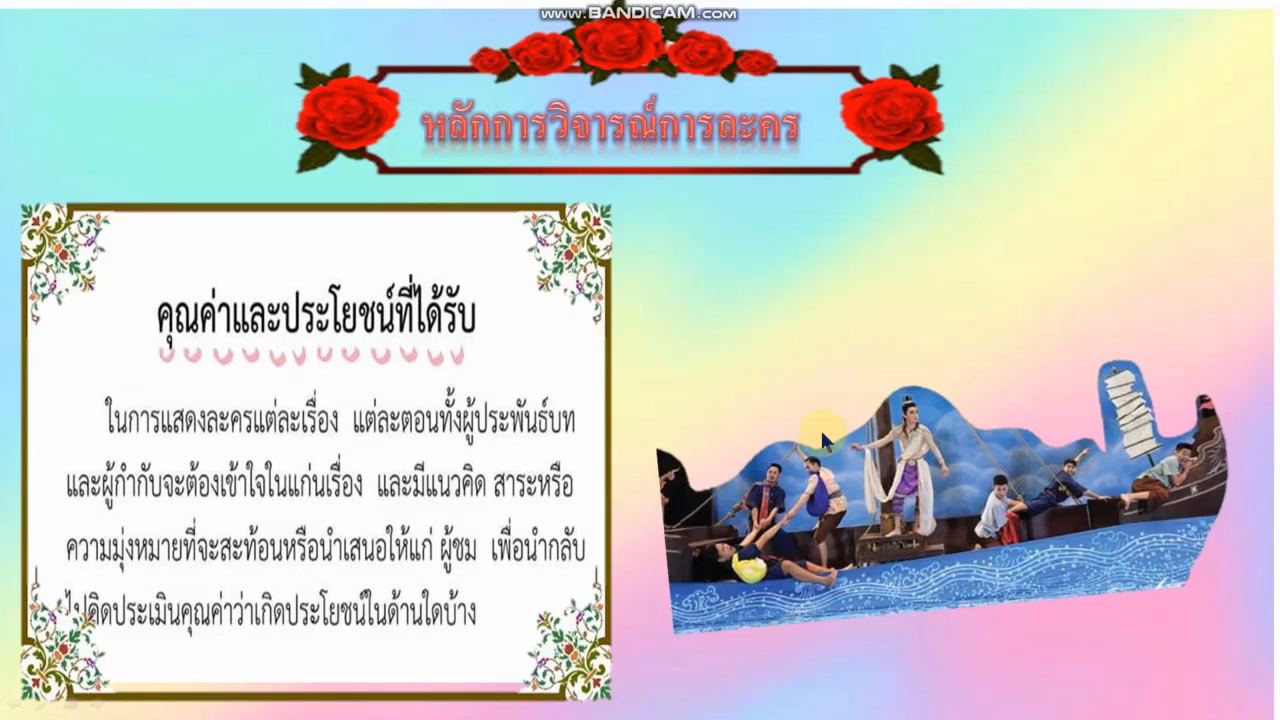 www.BANDICAM.com
หลักการวิจารณ์การละคร
คุณค่าและประโยชน์ที่ได้รับ
ในการแสดงละครแต่ละเรื่อง แต่ละตอนทั้งผู้ประพันธ์บท
และผู้กำกับจะต้องเข้าใจในแก่นเรื่อง และมีแนวคิด สาระหรือ
ความมุ่งหมายที่จะสะท้อนหรือนำเสนอให้แก่ ผู้ชม เพื่อนำกลับ
ไปคิดประเมินคุณค่าว่าเกิดประโยชน์ในด้านใดบ้าง